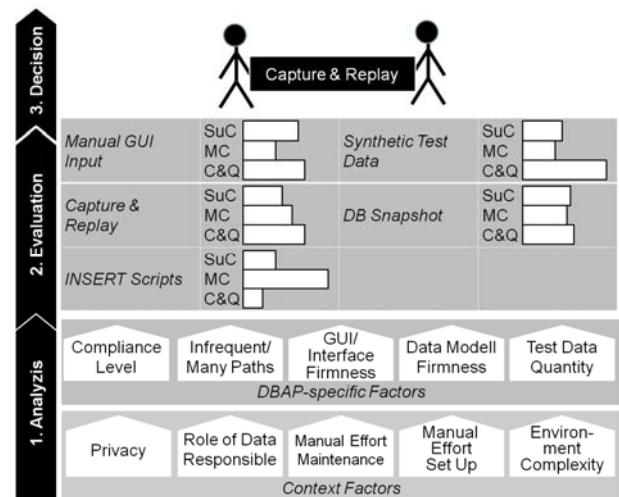 3. Decision
Capture & Replay
2. Evaluation
Manual GUI
Input
SuC
MC
C&Q
Synthetic Test
Data
SuC
MC
C&Q
Capture &
Replay
SuC
MC
C&Q
DB Snapshot
SuC
MC
C&Q
INSERT Scripts
SuC
MC
C&Q
1. Analyzis
Compliance
Level
Infrequent/
Many Paths
GUI/
Interface
Firmness
Data Modell
Firmness
Test Data
Quantity
DBAP-specific Factors
Privacy
Role of Data
Responsible
Manual Effort
Maintenance
Manual
Effort
Set Up
Environ-
ment
Complexity
Context Factors